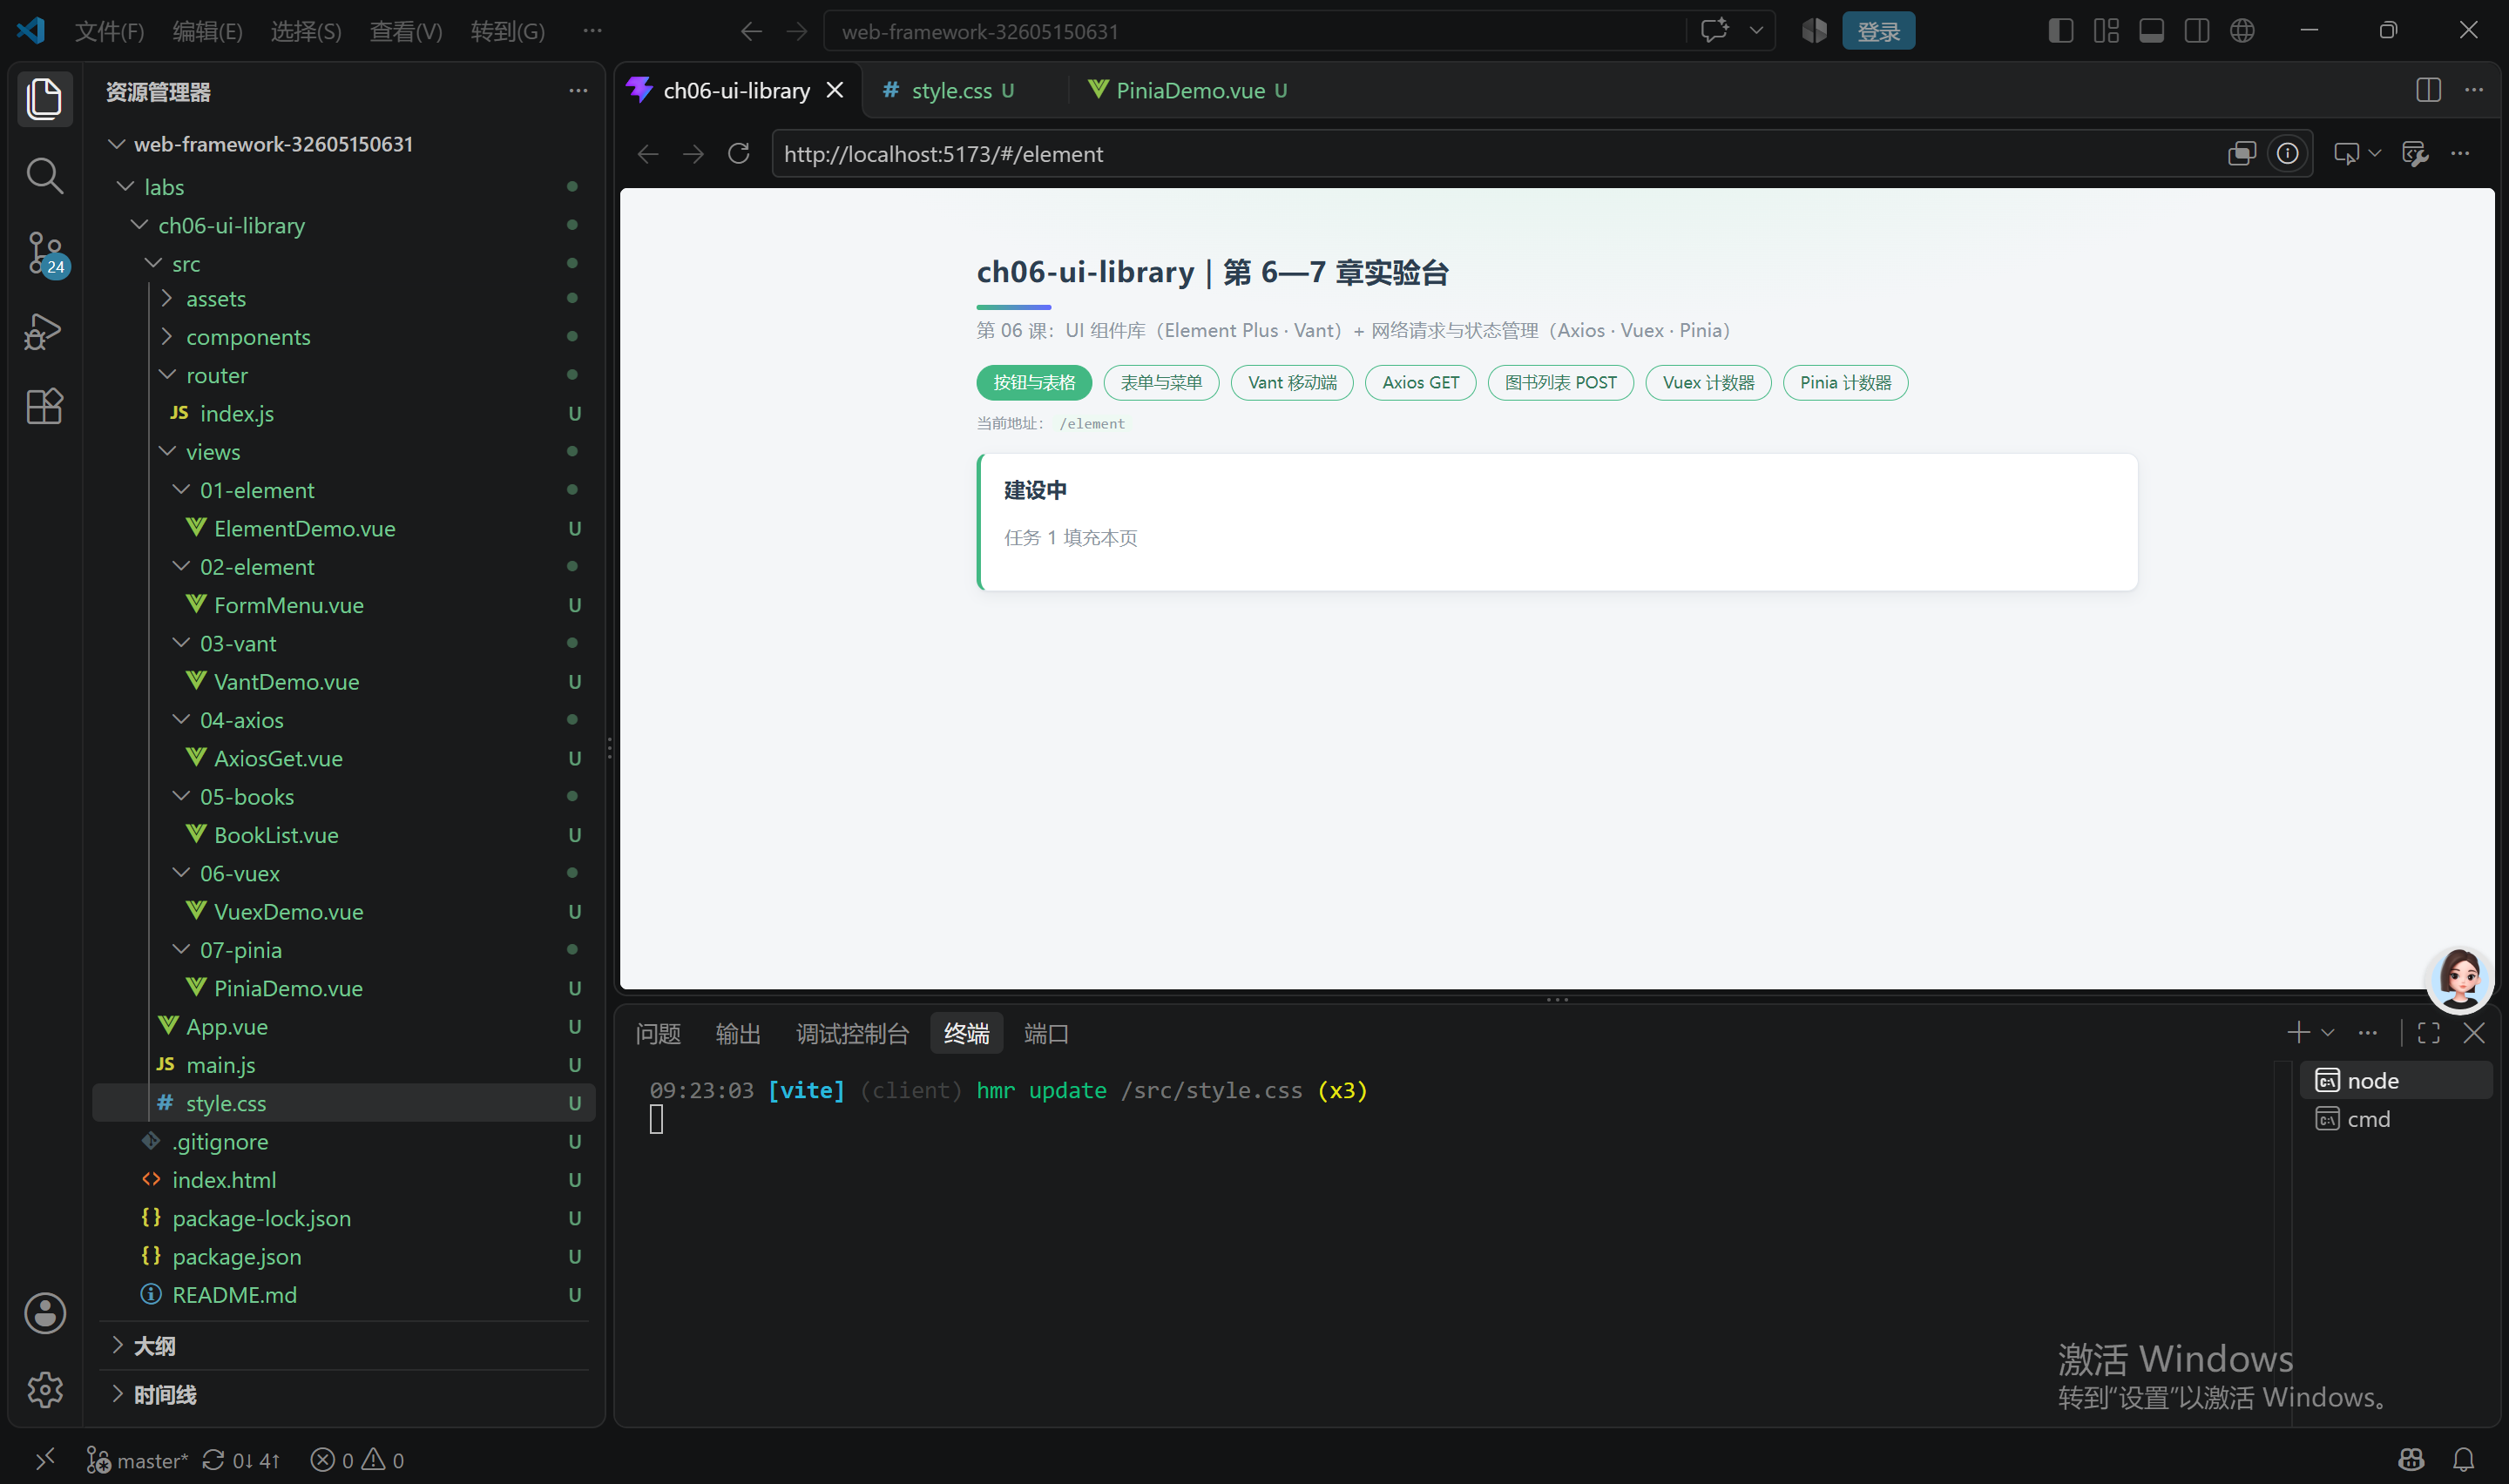 文件(F) 编辑(E) 选择(S) 查看(V) 转到(G) ··· web-framework-32605150631 登录
资源管理器 ···
ch06-ui-library # style.css U PiniaDemo.vue U
web-framework-32605150631
http://localhost:5173/#/element
labs
ch06-ui-library
src
assets
components
router
JS index.js U
views
01-element
ElementDemo.vue U
02-element
FormMenu.vue U
03-vant
VantDemo.vue U
04-axios
AxiosGet.vue U
05-books
BookList.vue U
06-vuex
VuexDemo.vue U
07-pinia
PiniaDemo.vue U
App.vue U
JS main.js U
# style.css U
.gitignore U
index.html U
{} package-lock.json U
{} package.json U
README.md U
大纲
时间线
24
ch06-ui-library | 第 6—7 章实验台
第 06 课：UI 组件库（Element Plus · Vant）+ 网络请求与状态管理（Axios · Vuex · Pinia）
按钮与表格 表单与菜单 Vant 移动端 Axios GET 图书列表 POST Vuex 计数器 Pinia 计数器
当前地址： /element
建设中
任务 1 填充本页
问题 输出 调试控制台 终端 端口
09:23:03 [vite] (client) hmr update /src/style.css (x3)
node
cmd
激活 Windows
转到“设置”以激活 Windows。
master* 0↓ 4↑ 0 0